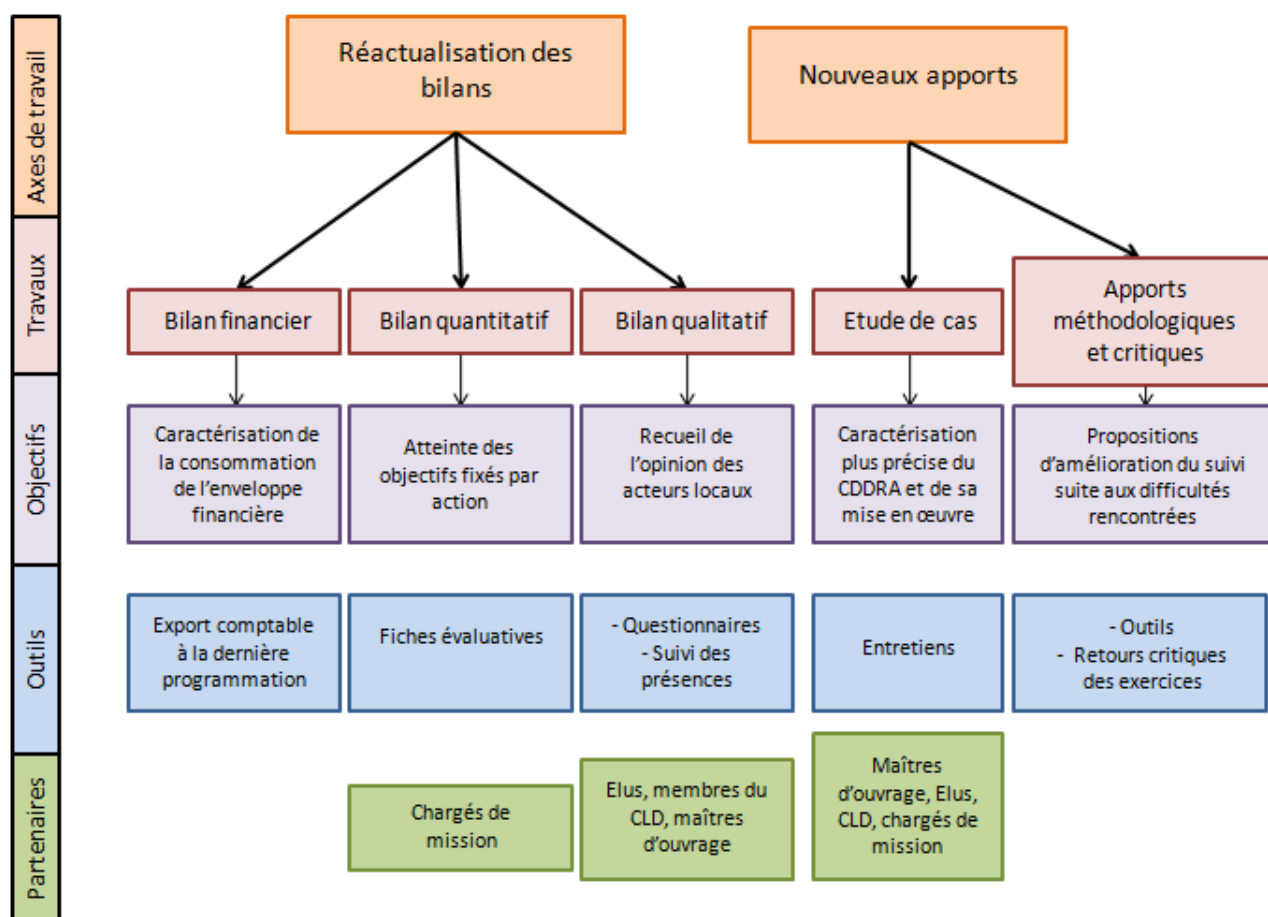 Axes de travail
Réactualisation des
bilans
Nouveaux apports
Travaux
Bilan financier
Bilan quantitatif
Bilan qualitatif
Etude de cas
Apports
méthodologiques
et critiques
Objectifs
Caractérisation de
la consommation
de l'enveloppe
financière
Atteinte des
objectifs fixés par
action
Recueil de
l'opinion des
acteurs locaux
Caractérisation
plus précise du
CDDRA et de sa
mise en œuvre
Propositions
d'amélioration du suivi
suite aux difficultés
rencontrées
Outils
Export comptable
à la dernière
programmation
Fiches évaluatives
- Questionnaires
- Suivi des
présences
Entretiens
- Outils
- Retours critiques
des exercices
Partenaires
Chargés de
mission
Elus, membres du
CLD, maîtres
d'ouvrage
Maîtres
d'ouvrage, Elus,
CLD, chargés de
mission